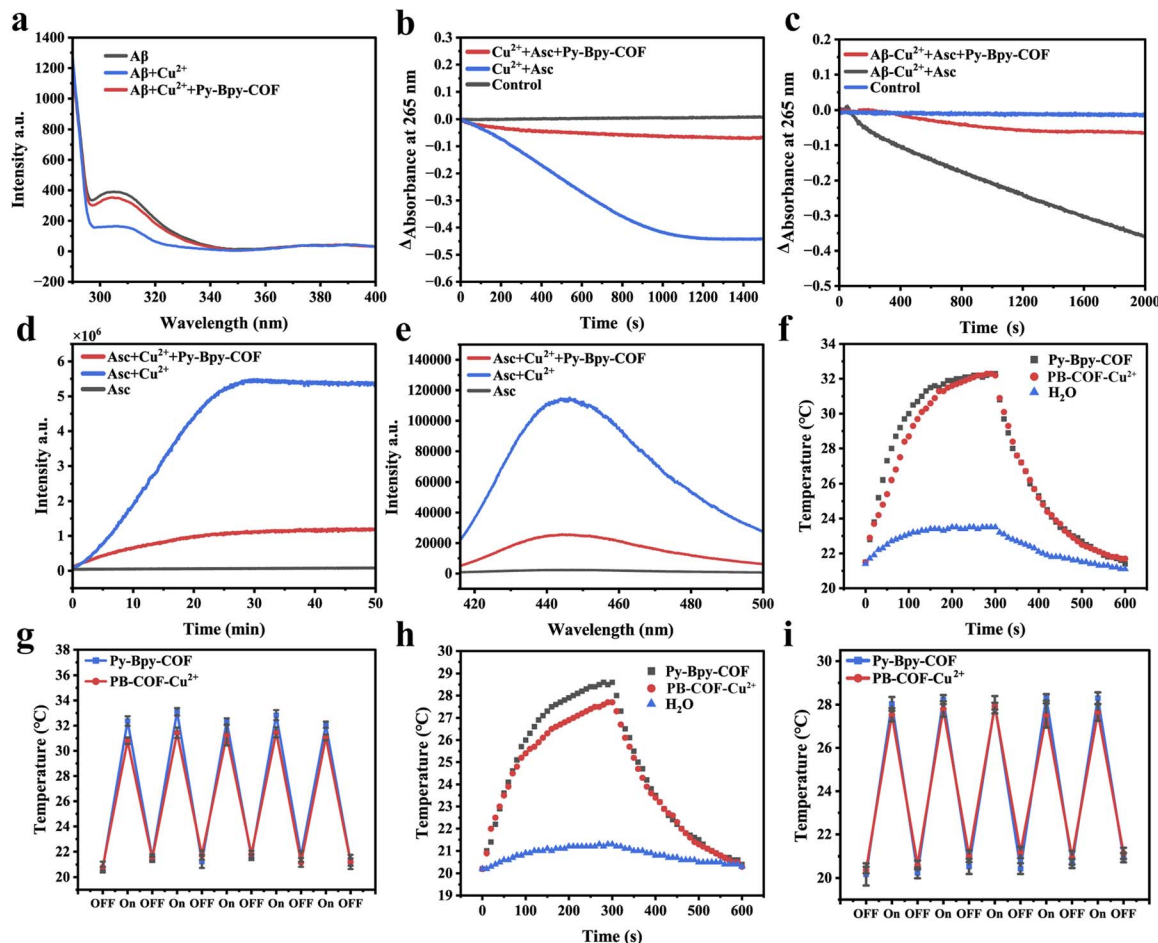 a
1400
1200
1000
800
600
400
200
0
−200
300
320
340
360
380
400
Intensity a.u.
Wavelength (nm)
Aβ
Aβ+Cu²⁺
Aβ+Cu²⁺+Py-Bpy-COF
b
0.3
0.2
0.1
0.0
−0.1
−0.2
−0.3
−0.4
−0.5
−0.6
0
200
400
600
800
1000
1200
1400
ΔAbsorbance at 265 nm
Time (s)
Cu²⁺+Asc+Py-Bpy-COF
Cu²⁺+Asc
Control
c
0.2
0.1
0.0
−0.1
−0.2
−0.3
−0.4
−0.5
0
400
800
1200
1600
2000
ΔAbsorbance at 265 nm
Time (s)
Aβ-Cu²⁺+Asc+Py-Bpy-COF
Aβ-Cu²⁺+Asc
Control
d
×10⁶
6
5
4
3
2
1
0
0
10
20
30
40
50
Intensity a.u.
Time (min)
Asc+Cu²⁺+Py-Bpy-COF
Asc+Cu²⁺
Asc
e
140000
120000
100000
80000
60000
40000
20000
0
420
440
460
480
500
Intensity a.u.
Wavelength (nm)
Asc+Cu²⁺+Py-Bpy-COF
Asc+Cu²⁺
Asc
f
34
32
30
28
26
24
22
20
0
100
200
300
400
500
600
Temperature (°C)
Time (s)
Py-Bpy-COF
PB-COF-Cu²⁺
H₂O
g
38
36
34
32
30
28
26
24
22
20
OFF On OFF On OFF On OFF On OFF On OFF
Temperature (°C)
Py-Bpy-COF
PB-COF-Cu²⁺
h
30
29
28
27
26
25
24
23
22
21
20
19
0
100
200
300
400
500
600
Temperature (°C)
Time (s)
Py-Bpy-COF
PB-COF-Cu²⁺
H₂O
i
30
28
26
24
22
20
OFF On OFF On OFF On OFF On OFF On OFF
Temperature (°C)
Py-Bpy-COF
PB-COF-Cu²⁺